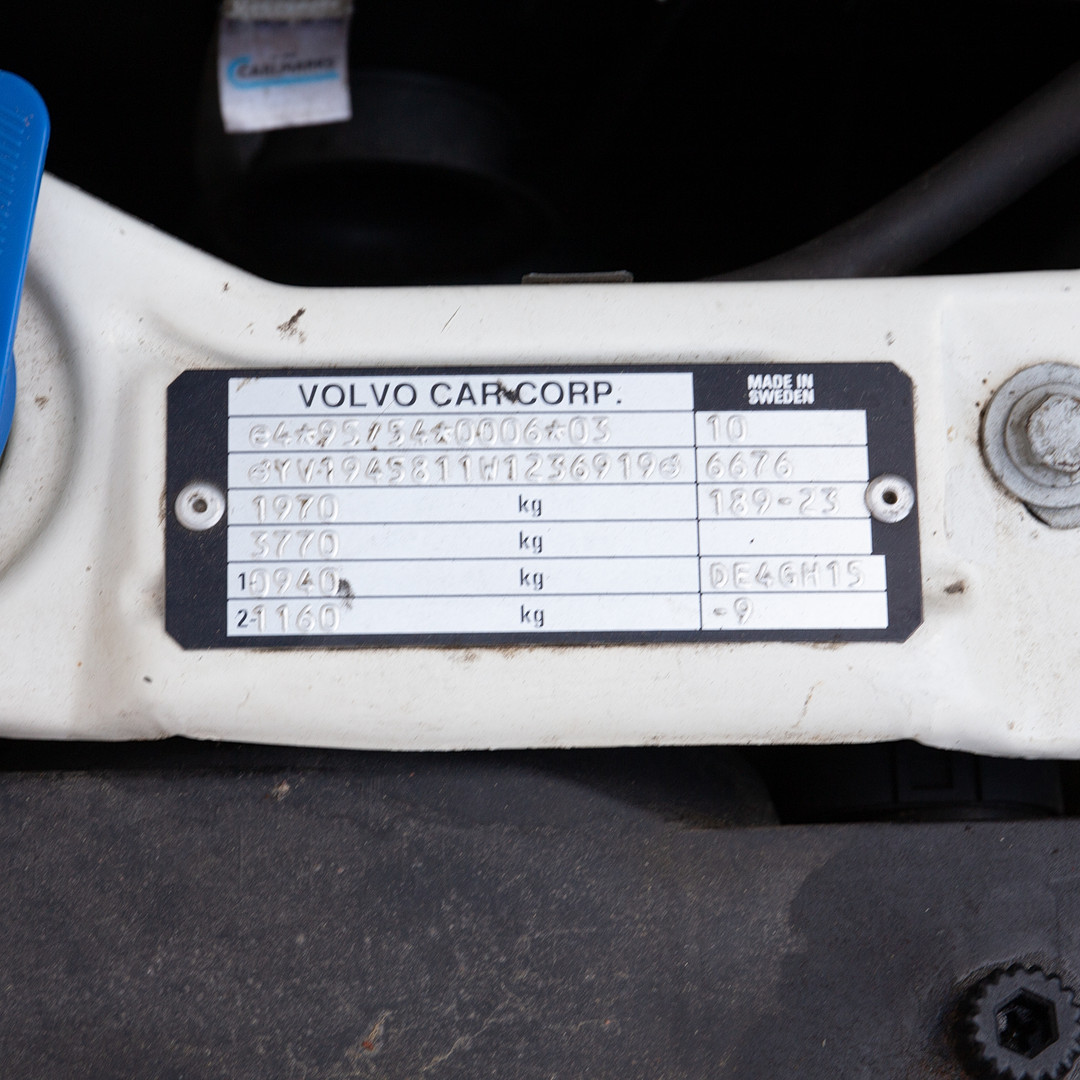 CARLMARKS
VOLVO CAR CORP. MADE IN
SWEDEN
e4*95/54*0006*03 10
YV1945811W1236919 6676
1970 kg 189-23
3770 kg
1-0940 kg DE4GH15
2-1160 kg -9